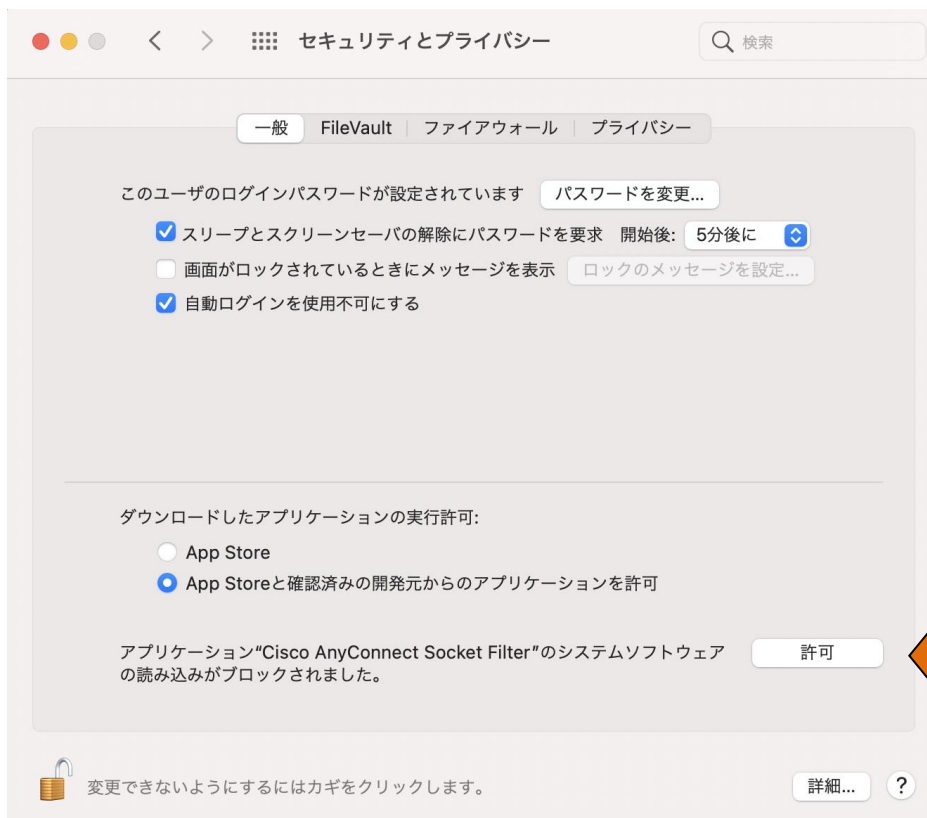 セキュリティとプライバシー
検索
一般 FileVault ファイアウォール プライバシー
このユーザのログインパスワードが設定されています パスワードを変更...
スリープとスクリーンセーバの解除にパスワードを要求 開始後: 5分後に
画面がロックされているときにメッセージを表示 ロックのメッセージを設定...
自動ログインを使用不可にする
ダウンロードしたアプリケーションの実行許可:
App Store
App Storeと確認済みの開発元からのアプリケーションを許可
アプリケーション“Cisco AnyConnect Socket Filter”のシステムソフトウェア 許可
の読み込みがブロックされました。
変更できないようにするにはカギをクリックします。 詳細... ?